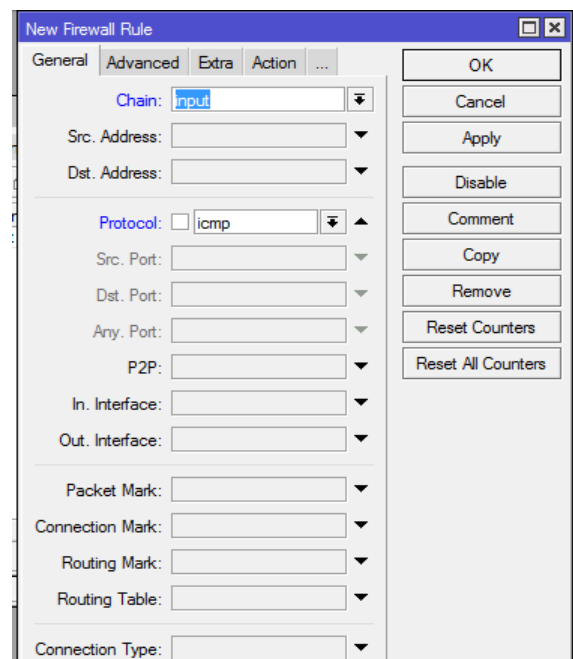 New Firewall Rule
General Advanced Extra Action ...
Chain: input
Src. Address:
Dst. Address:
Protocol: icmp
Src. Port:
Dst. Port:
Any. Port:
P2P:
In. Interface:
Out. Interface:
Packet Mark:
Connection Mark:
Routing Mark:
Routing Table:
Connection Type:
OK
Cancel
Apply
Disable
Comment
Copy
Remove
Reset Counters
Reset All Counters